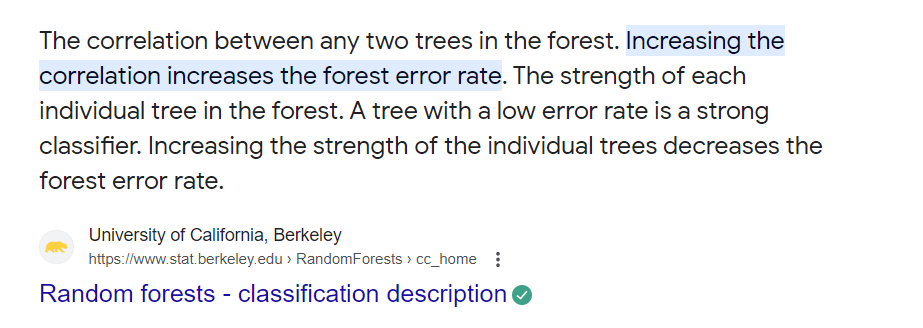 The correlation between any two trees in the forest. Increasing the
correlation increases the forest error rate. The strength of each
individual tree in the forest. A tree with a low error rate is a strong
classifier. Increasing the strength of the individual trees decreases the
forest error rate.
University of California, Berkeley
https://www.stat.berkeley.edu › RandomForests › cc_home
Random forests - classification description